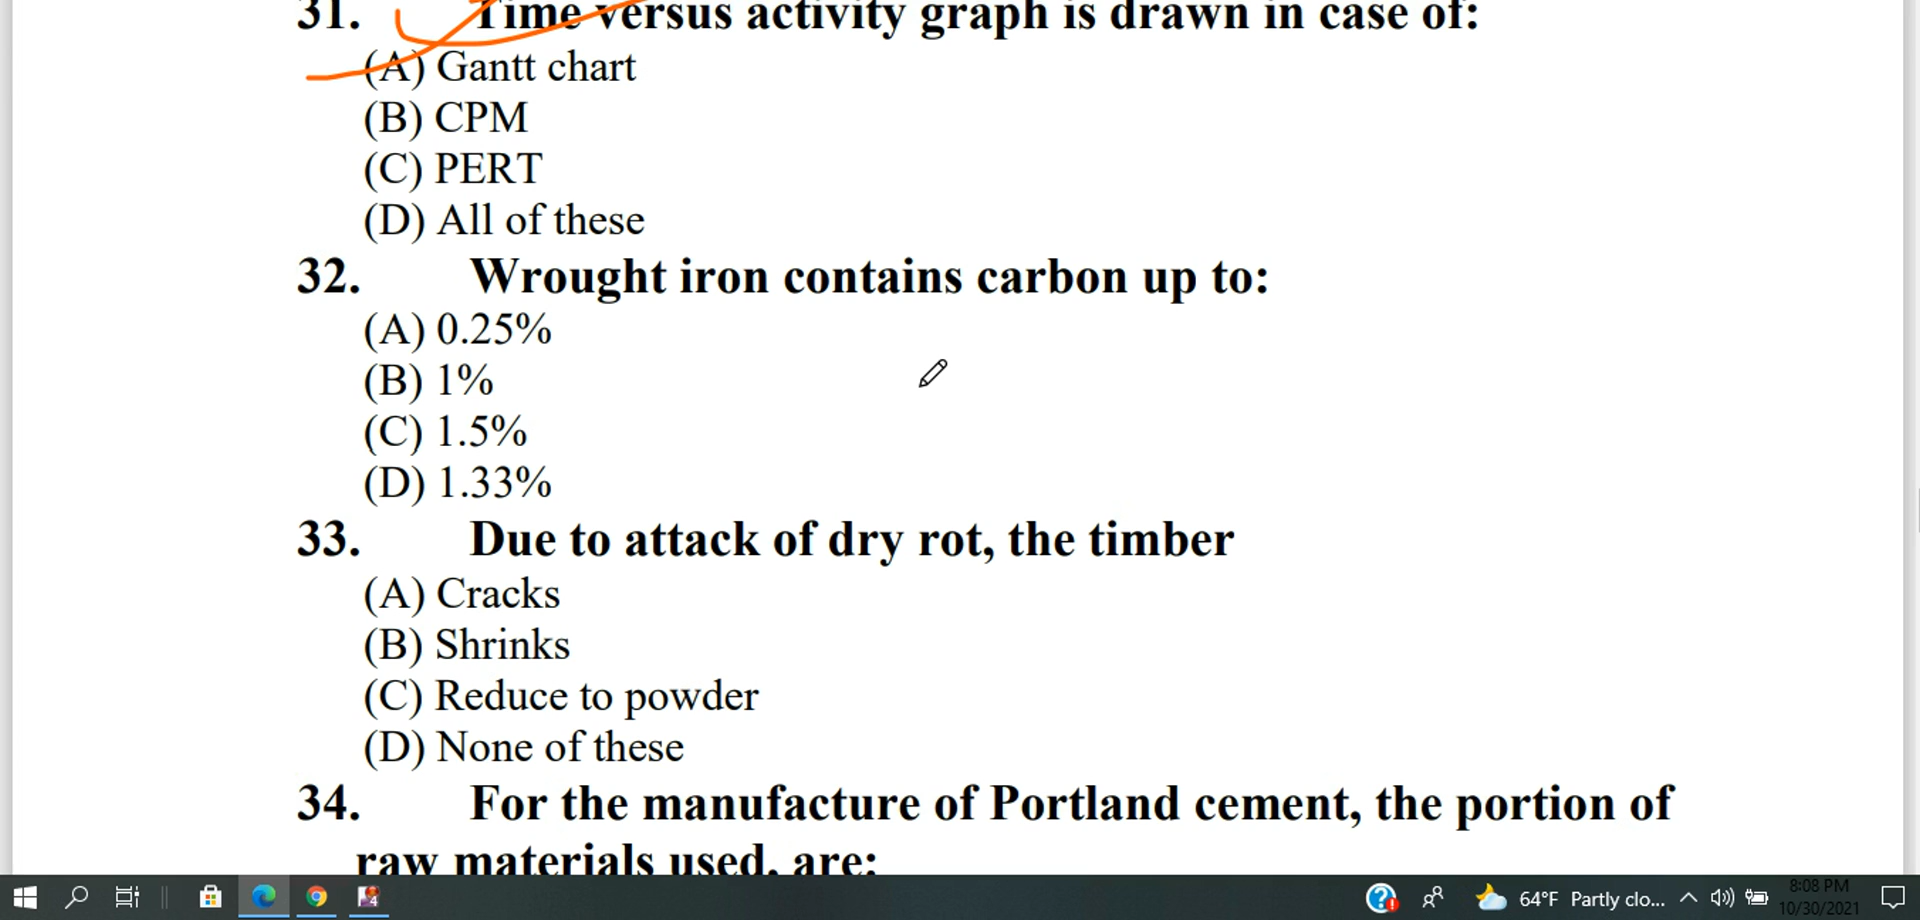 31. Time versus activity graph is drawn in case of:
(A) Gantt chart
(B) CPM
(C) PERT
(D) All of these
32. Wrought iron contains carbon up to:
(A) 0.25%
(B) 1%
(C) 1.5%
(D) 1.33%
33. Due to attack of dry rot, the timber
(A) Cracks
(B) Shrinks
(C) Reduce to powder
(D) None of these
34. For the manufacture of Portland cement, the portion of
raw materials used, are:
64°F Partly clo...
8:08 PM
10/30/2021